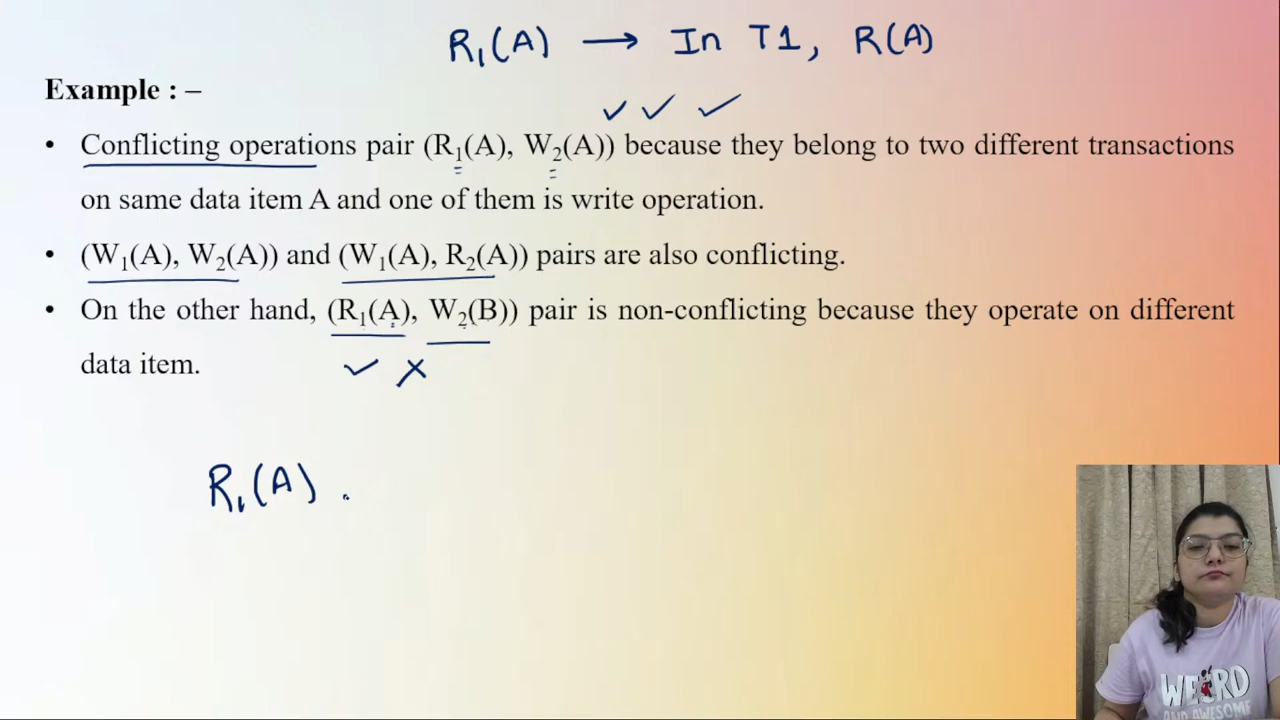 R₁(A) → In T1, R(A)
Example : –
✓ ✓ ✓
• Conflicting operations pair (R₁(A), W₂(A)) because they belong to two different transactions
on same data item A and one of them is write operation.
• (W₁(A), W₂(A)) and (W₁(A), R₂(A)) pairs are also conflicting.
• On the other hand, (R₁(A), W₂(B)) pair is non-conflicting because they operate on different
data item.
✓ ✗
R₁(A) .
WEIRD
AND AWESOME